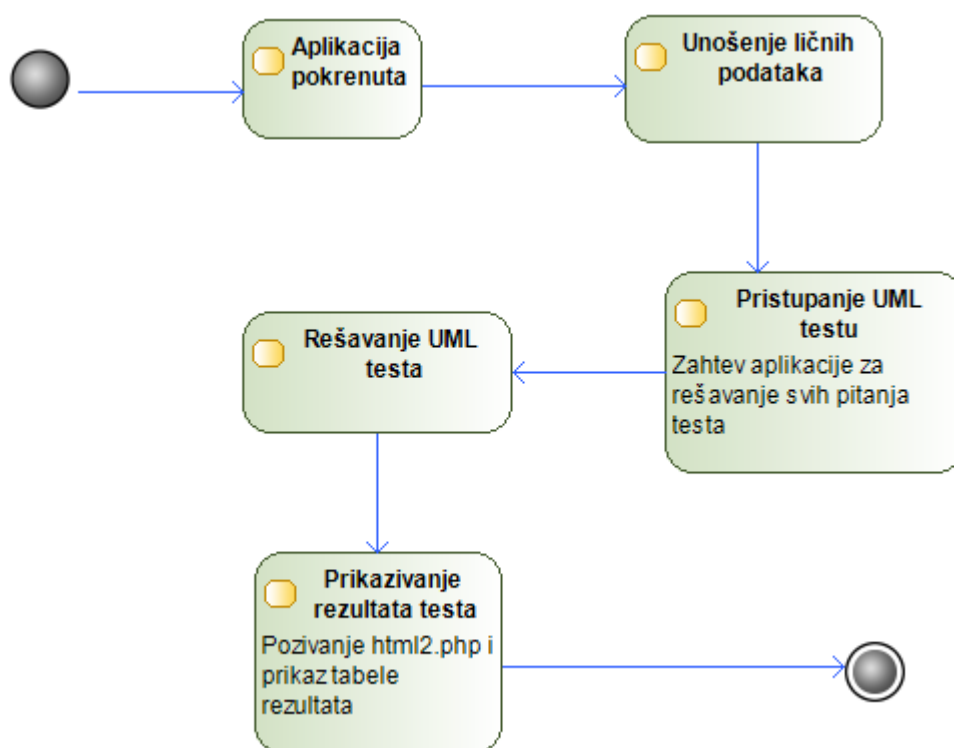 Aplikacija
pokrenuta
Unošenje ličnih
podataka
Pristupanje UML
testu
Zahtev aplikacije za
rešavanje svih pitanja
testa
Rešavanje UML
testa
Prikazivanje
rezultata testa
Pozivanje html2.php i
prikaz tabele
rezultata